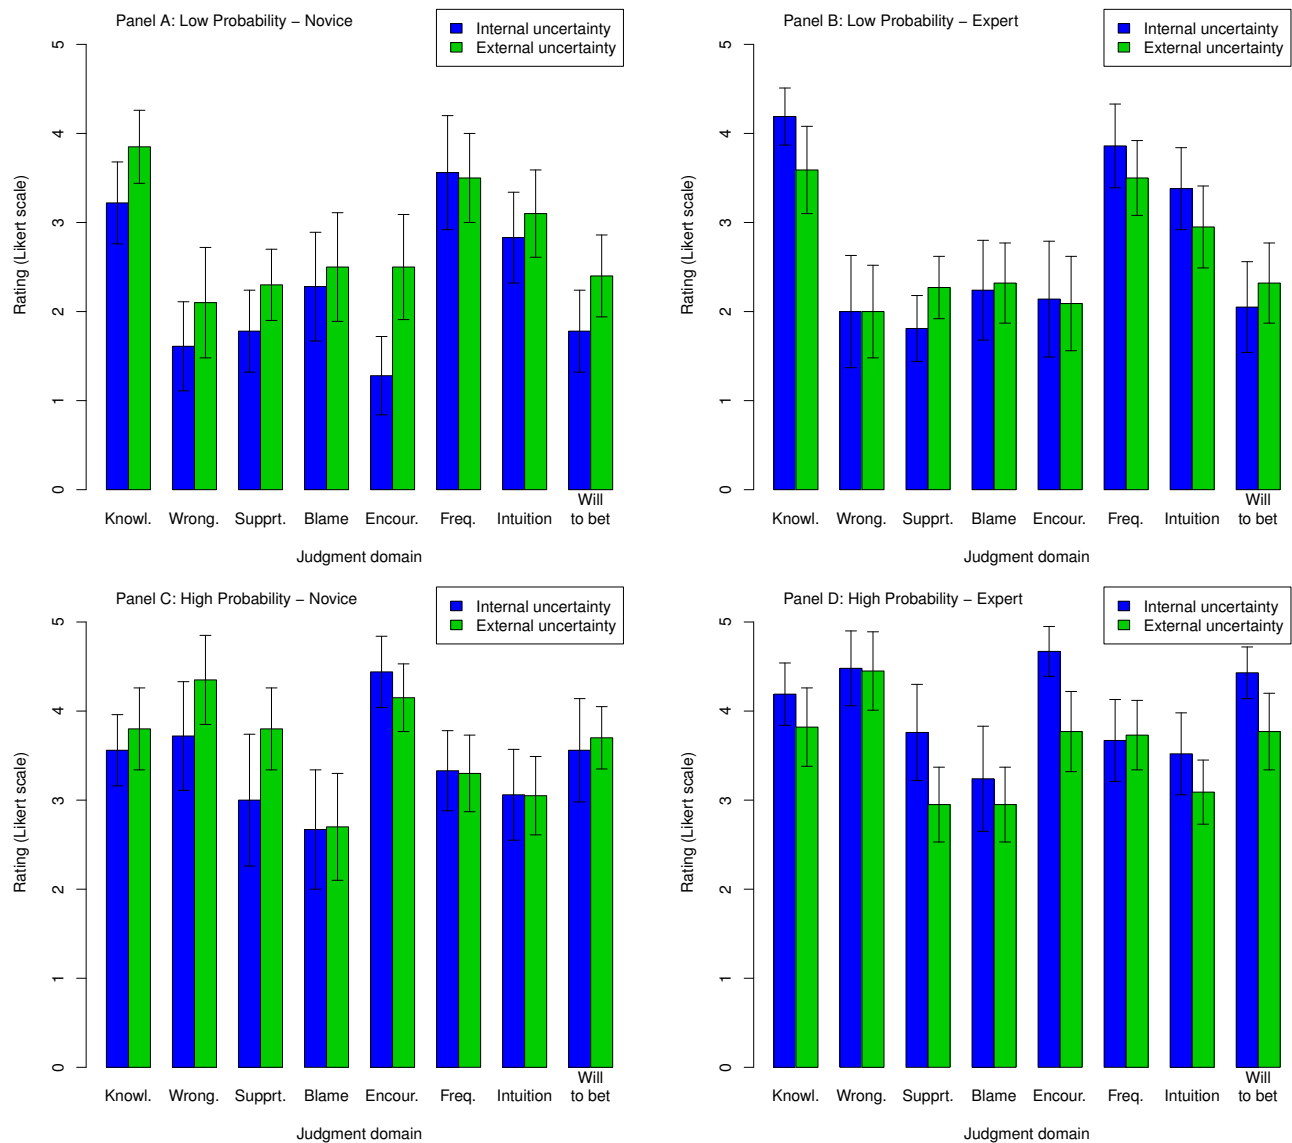 Panel A: Low Probability – Novice
Internal uncertainty
External uncertainty
5
4
3
2
1
0
Rating (Likert scale)
Knowl. Wrong. Supprt. Blame Encour. Freq. Intuition Will to bet
Judgment domain
Panel B: Low Probability – Expert
Internal uncertainty
External uncertainty
5
4
3
2
1
0
Rating (Likert scale)
Knowl. Wrong. Supprt. Blame Encour. Freq. Intuition Will to bet
Judgment domain
Panel C: High Probability – Novice
Internal uncertainty
External uncertainty
5
4
3
2
1
0
Rating (Likert scale)
Knowl. Wrong. Supprt. Blame Encour. Freq. Intuition Will to bet
Judgment domain
Panel D: High Probability – Expert
Internal uncertainty
External uncertainty
5
4
3
2
1
0
Rating (Likert scale)
Knowl. Wrong. Supprt. Blame Encour. Freq. Intuition Will to bet
Judgment domain